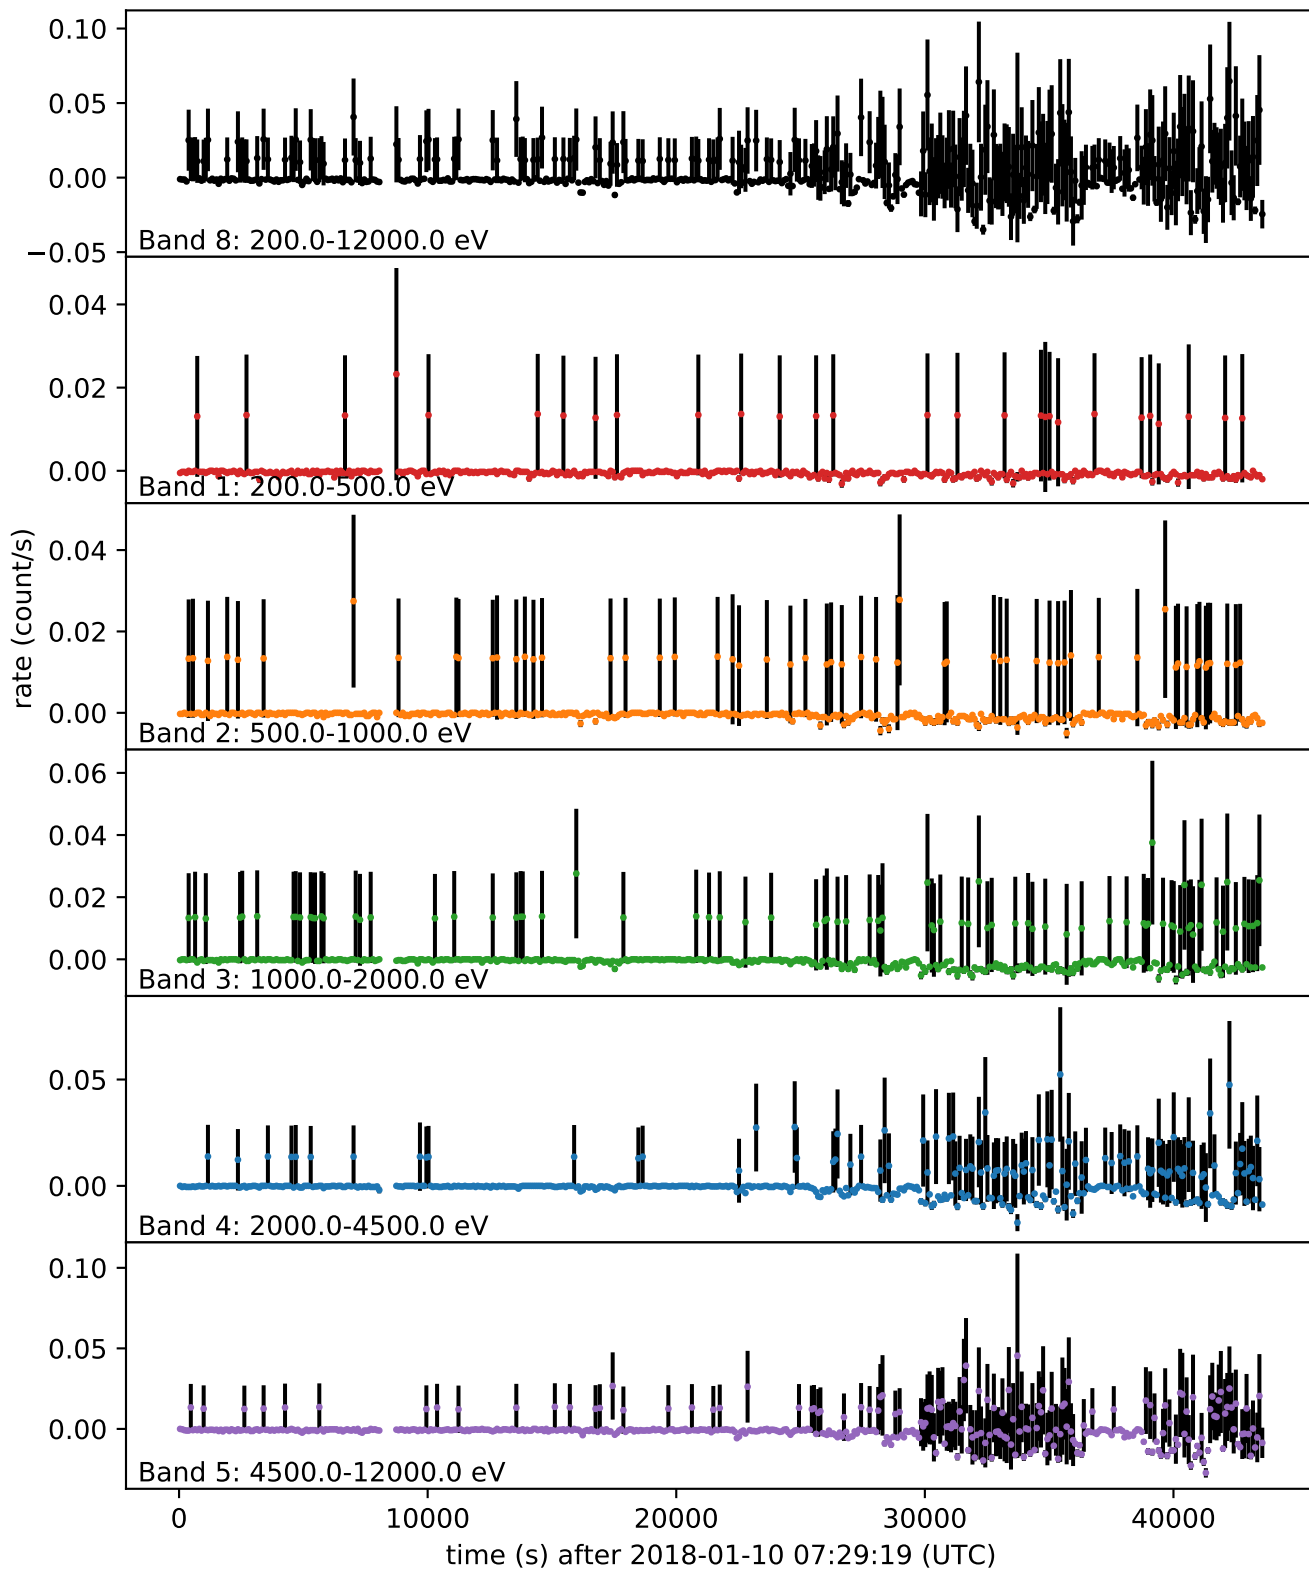 0.10
0.05
0.00
−0.05
Band 8: 200.0-12000.0 eV
0.04
0.02
0.00
Band 1: 200.0-500.0 eV
0.04
0.02
0.00
Band 2: 500.0-1000.0 eV
rate (count/s)
0.06
0.04
0.02
0.00
Band 3: 1000.0-2000.0 eV
0.05
0.00
Band 4: 2000.0-4500.0 eV
0.10
0.05
0.00
Band 5: 4500.0-12000.0 eV
0 10000 20000 30000 40000
time (s) after 2018-01-10 07:29:19 (UTC)